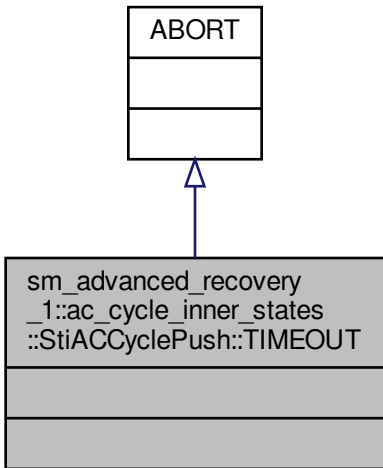 ABORT
sm_advanced_recovery
_1::ac_cycle_inner_states
::StiACCyclePush::TIMEOUT